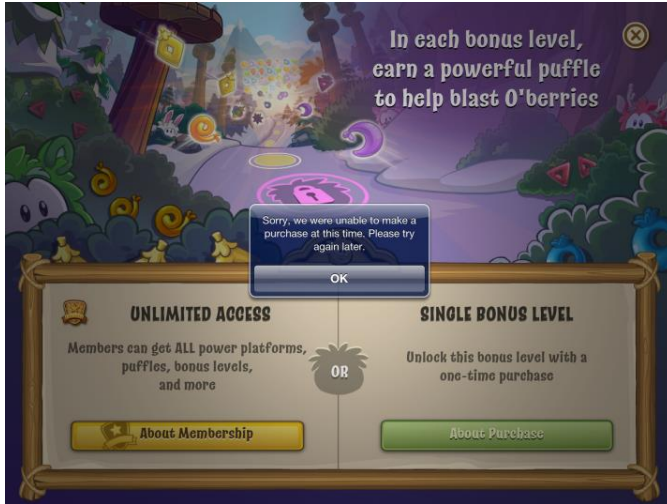 In each bonus level,
earn a powerful puffle
to help blast O'berries
Sorry, we were unable to make a
purchase at this time. Please try
again later.
OK
UNLIMITED ACCESS
Members can get ALL power platforms,
puffles, bonus levels,
and more
About Membership
OR
SINGLE BONUS LEVEL
Unlock this bonus level with a
one-time purchase
About Purchase